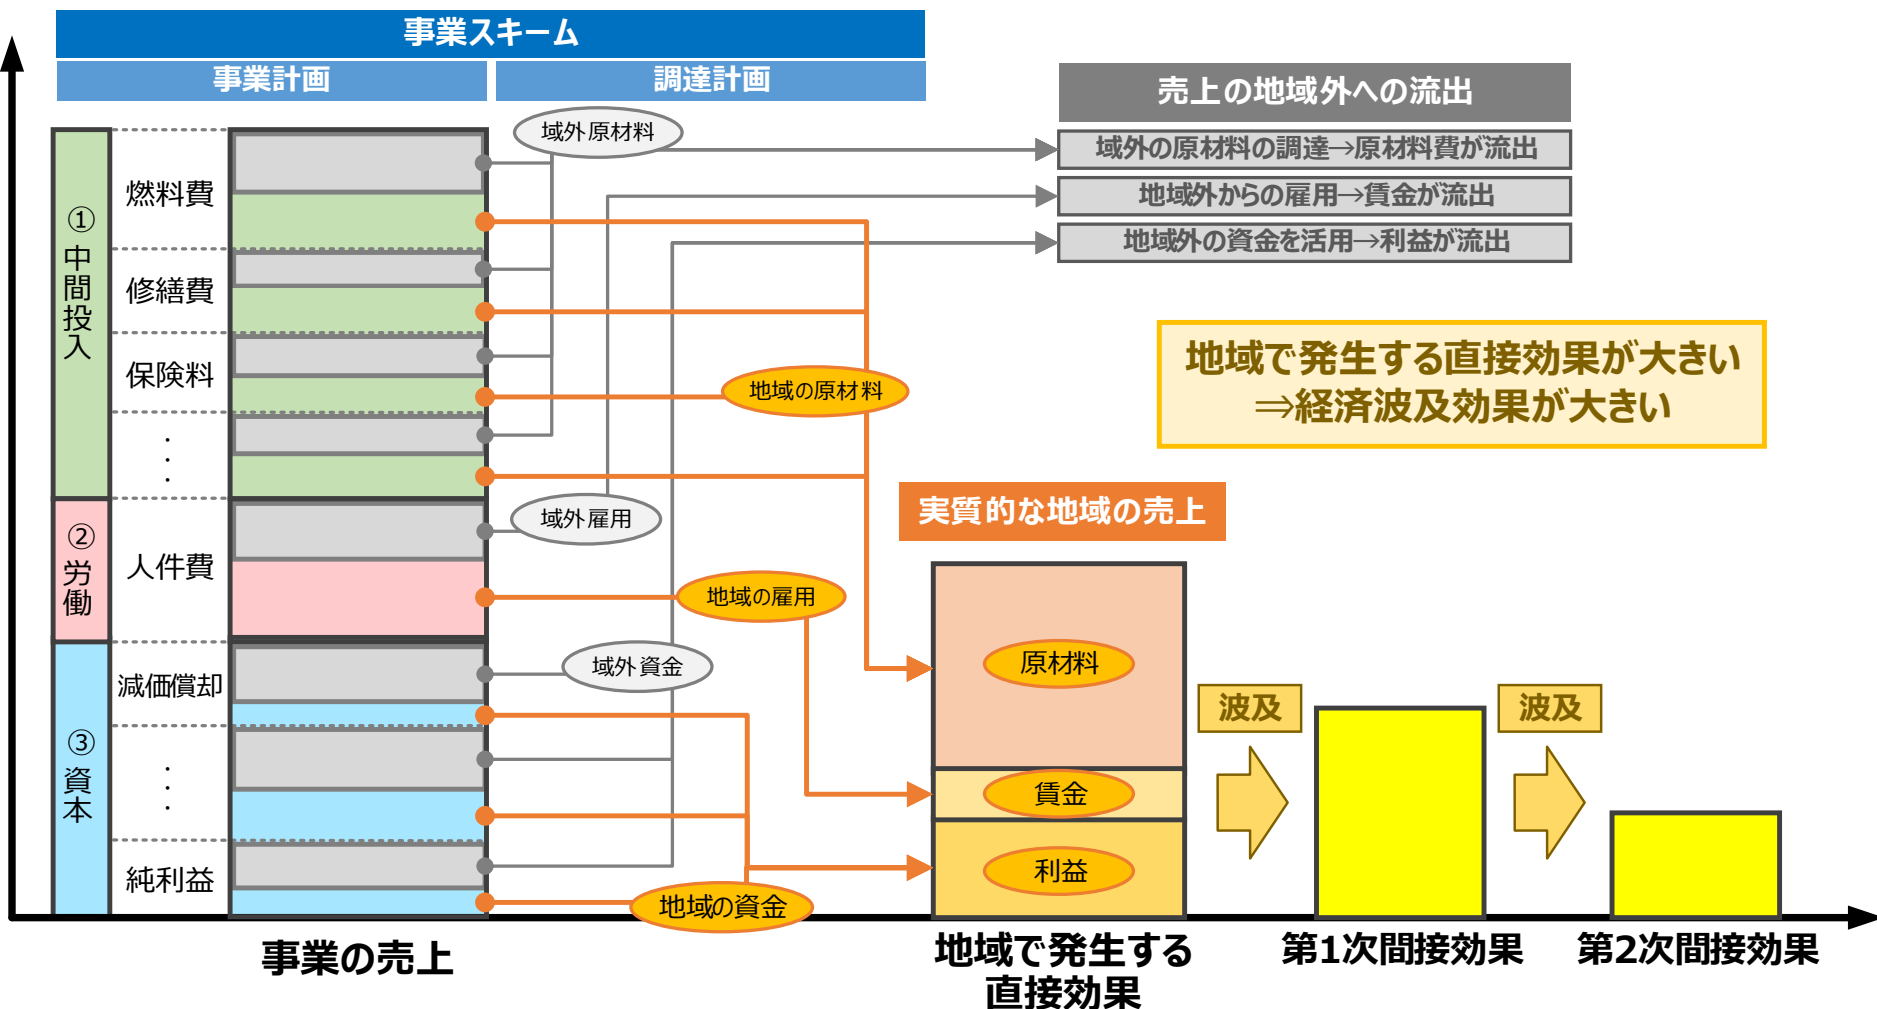 事業スキーム
事業計画
調達計画
売上の地域外への流出
域外原材料
域外の原材料の調達→原材料費が流出
地域外からの雇用→賃金が流出
地域外の資金を活用→利益が流出
①中間投入
燃料費
修繕費
保険料
・・・
地域の原材料
地域で発生する直接効果が大きい
⇒経済波及効果が大きい
②労働
人件費
域外雇用
地域の雇用
実質的な地域の売上
③資本
減価償却
・・・
純利益
域外資金
地域の資金
原材料
賃金
利益
波及
波及
事業の売上
地域で発生する
直接効果
第1次間接効果
第2次間接効果